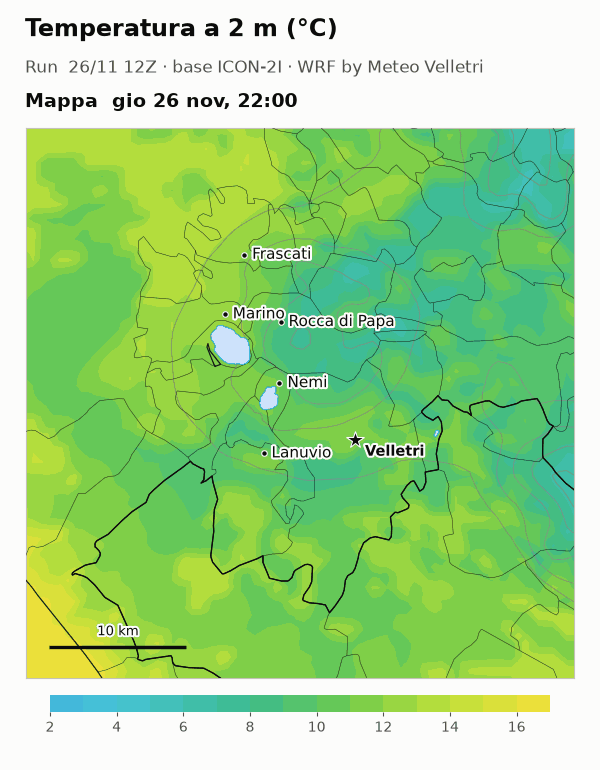 Temperatura a 2 m (°C)
Run  26/11 12Z · base ICON-2I · WRF by Meteo Velletri
Mappa  gio 26 nov, 22:00
Frascati
Marino
Rocca di Papa
Nemi
Velletri
Lanuvio
10 km
2 4 6 8 10 12 14 16